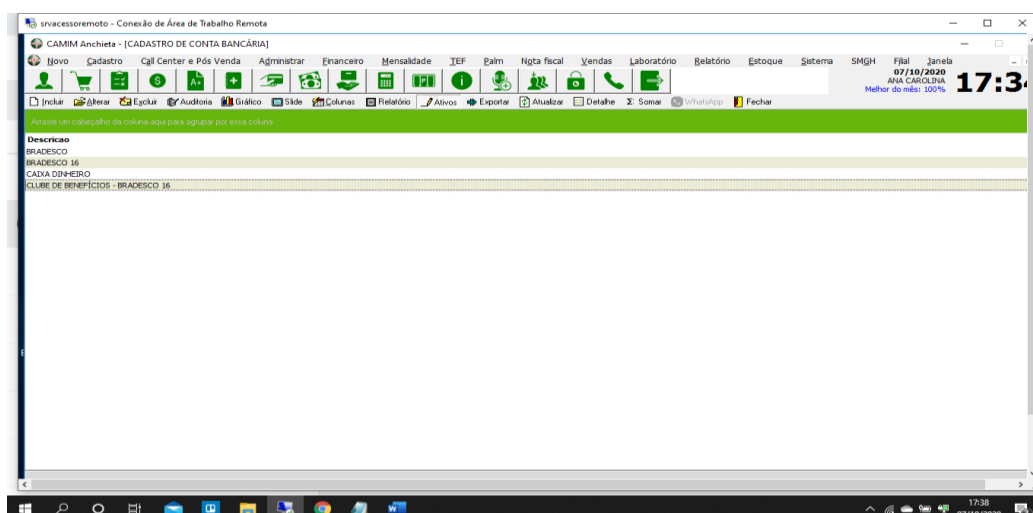 srvacessoremoto - Conexão de Área de Trabalho Remota
CAMIM Anchieta - [CADASTRO DE CONTA BANCÁRIA]
Novo Cadastro Call Center e Pós Venda Administrar Financeiro Mensalidade TEF Palm Nota fiscal Vendas Laboratório Relatório Estoque Sistema SMGH Filial Janela
07/10/2020
ANA CAROLINA
Melhor do mês: 100%
17:34
Incluir Alterar Excluir Auditoria Gráfico Slide Colunas Relatório Ativos Exportar Atualizar Detalhe Σ Somar WhatsApp Fechar
Arraste um cabeçalho da coluna aqui para agrupar por essa coluna
Descricao
BRADESCO
BRADESCO 16
CAIXA DINHEIRO
CLUBE DE BENEFÍCIOS - BRADESCO 16
17:38